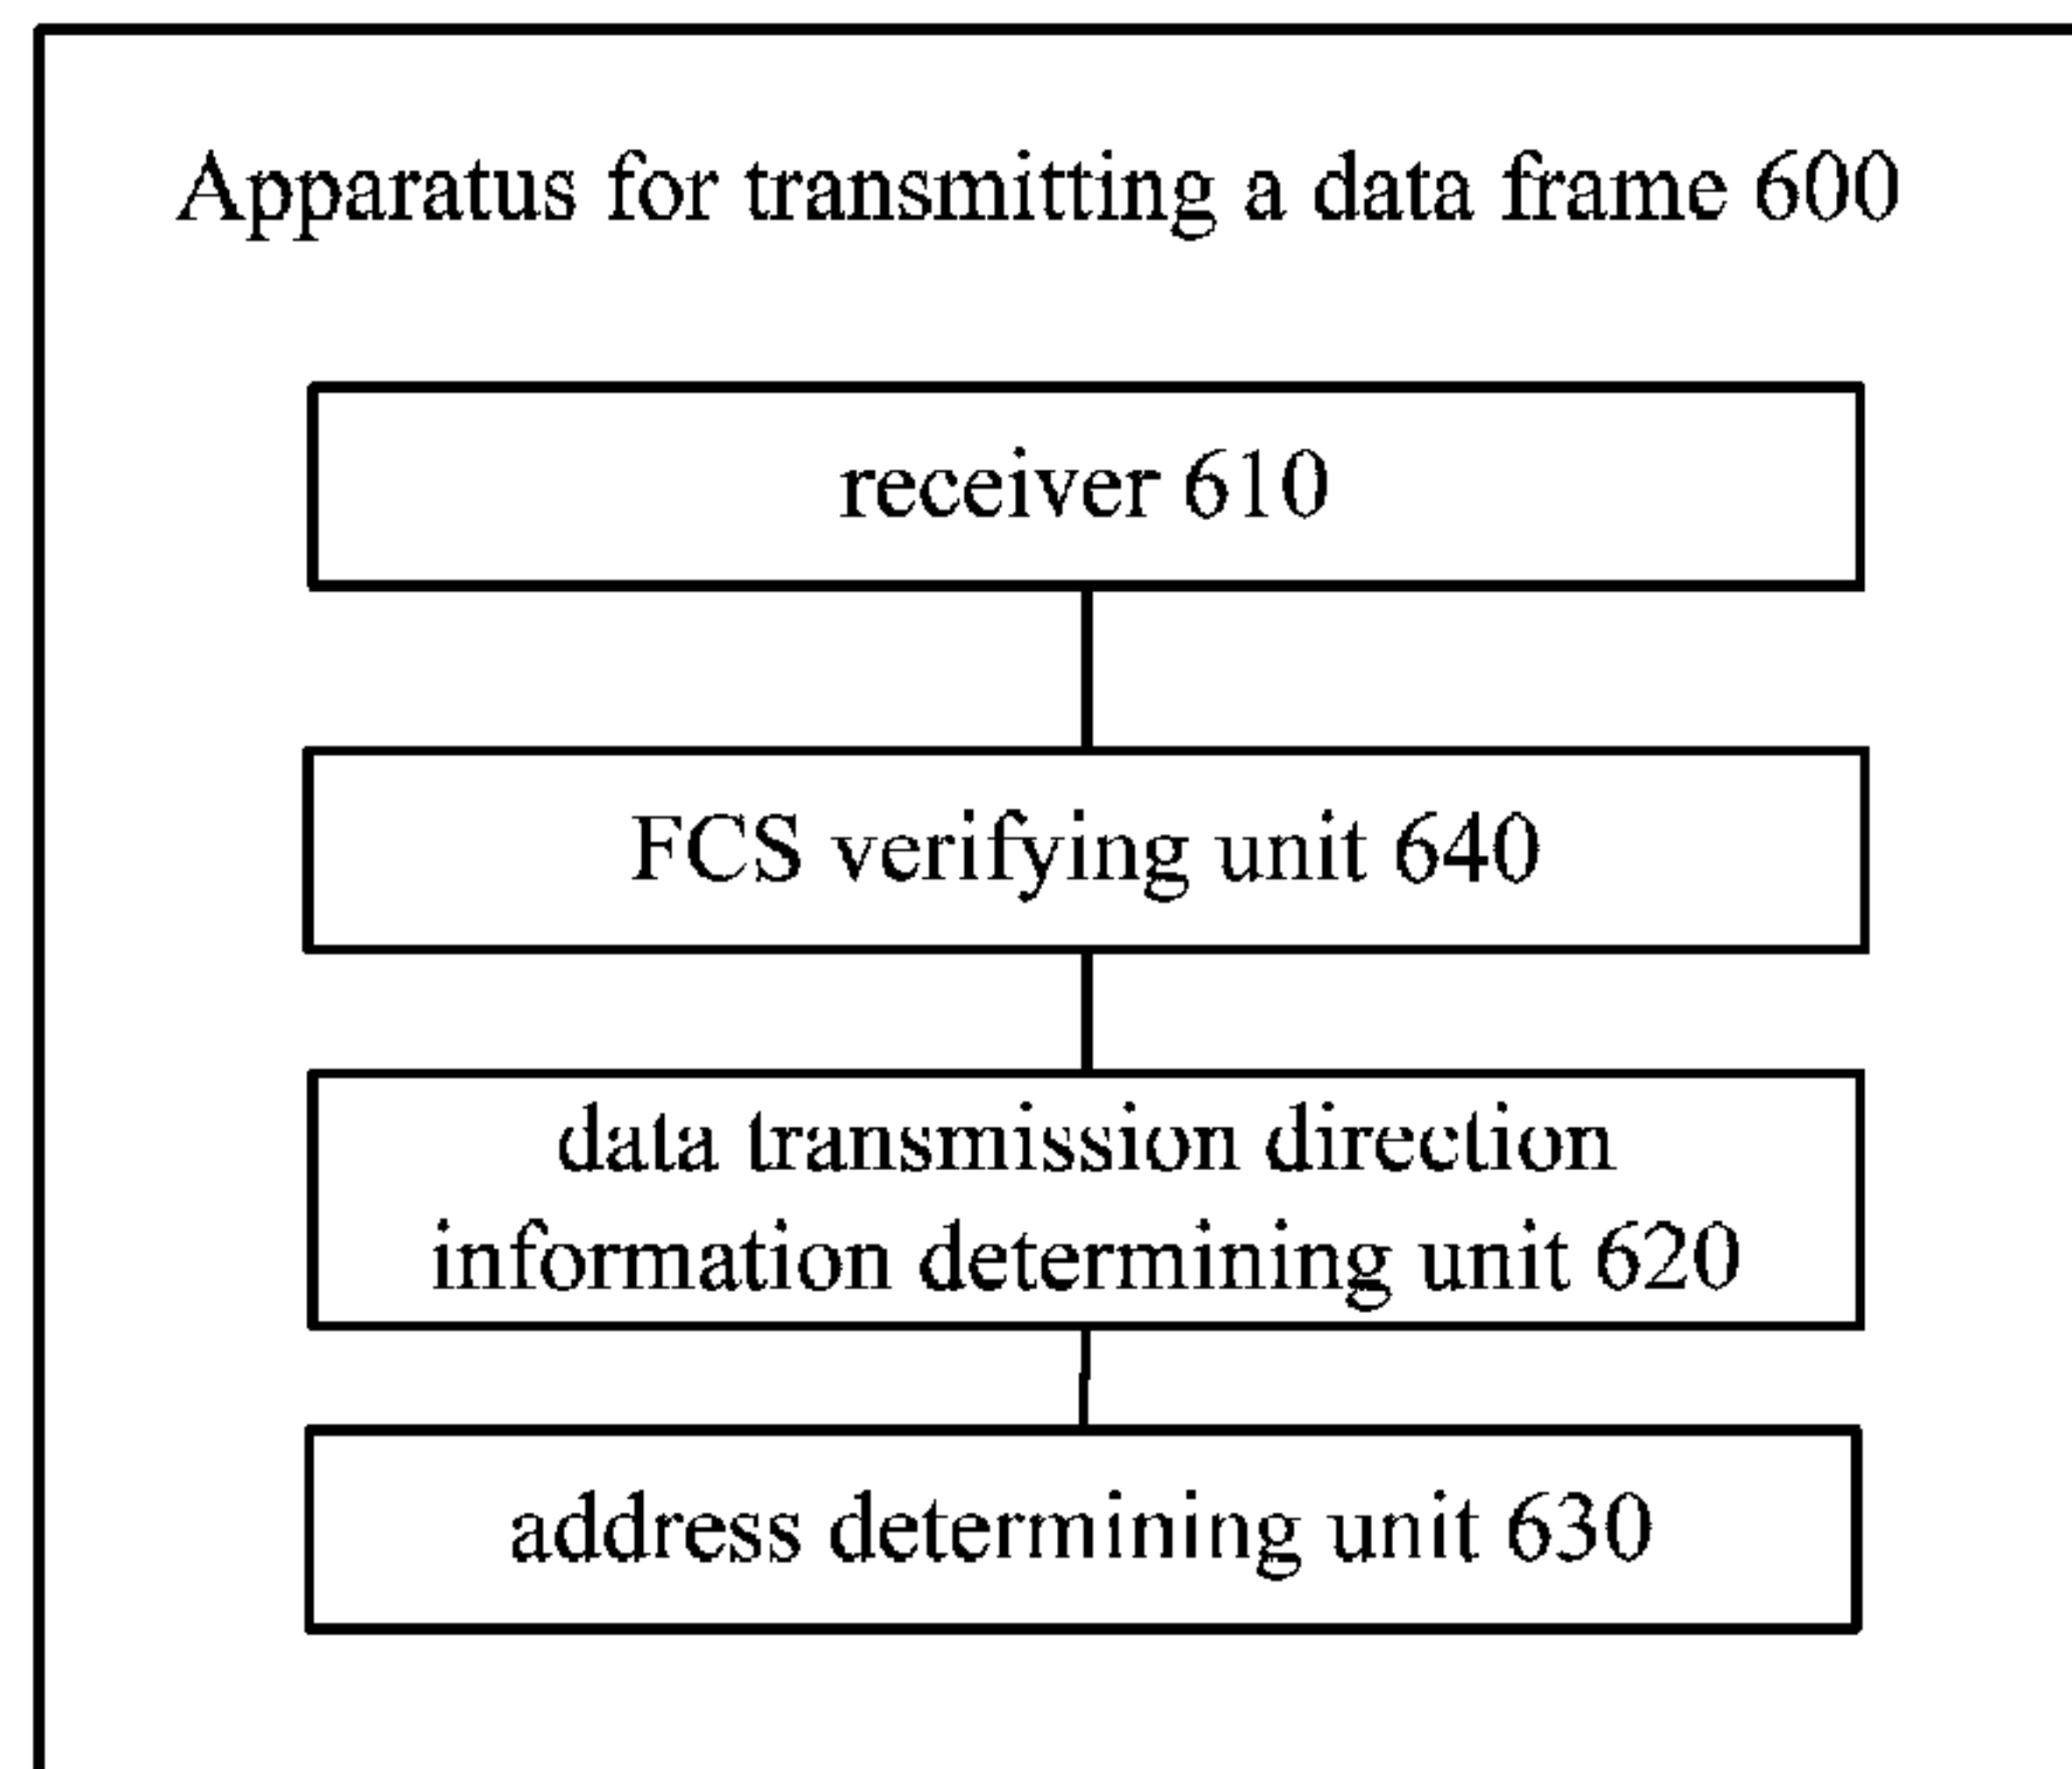 Apparatus for transmitting a data frame 600
receiver 610
FCS verifying unit 640
data transmission direction
information determining unit 620
address determining unit 630